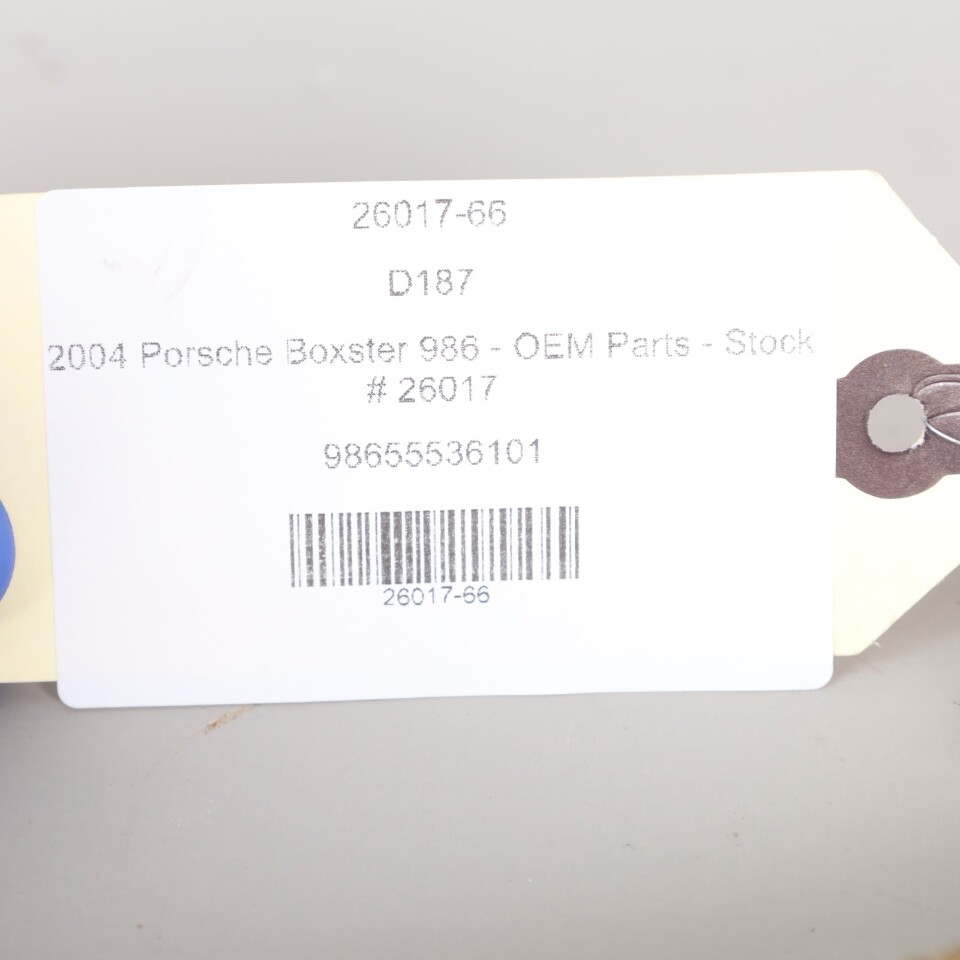 26017-66
D187
2004 Porsche Boxster 986 - OEM Parts - Stock
# 26017
98655536101
26017-66